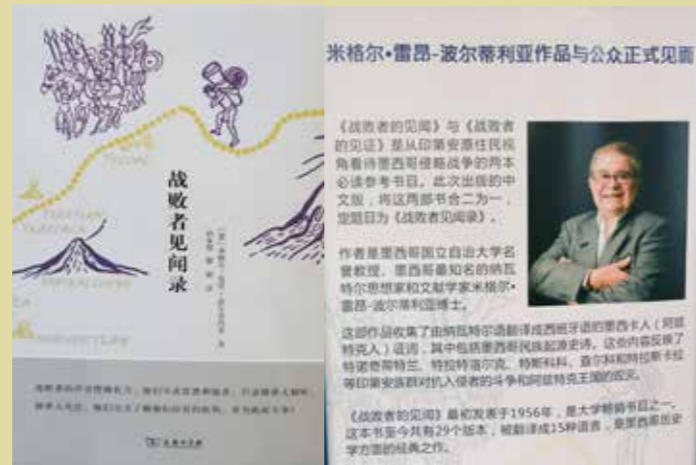 战败者见闻录
商务印书馆
米格尔•雷昂-波尔蒂利亚作品与公众正式见面
《战败者的见闻》与《战败者
的见证》是从印第安原住民视
角看待墨西哥侵略战争的两本
必读参考书目。此次出版的中
文版，将这两部书合二为一，
定题目为《战败者见闻录》。
作者是墨西哥国立自治大学名
誉教授、墨西哥最知名的纳瓦
特尔思想家和文献学家米格尔•
雷昂-波尔蒂利亚博士。
这部作品收集了由纳瓦特尔语翻译成西班牙语的墨西卡人（阿兹
特克人）证词，其中包括墨西哥民族起源史诗。这些内容反映了
特诺奇蒂特兰、特拉特洛尔克、特斯科科、查尔科和特拉斯卡拉
等印第安族群对抗入侵者的斗争和阿兹特克王国的毁灭。
《战败者的见闻》最初发表于1956年，是大学畅销书目之一。
这本书至今共有29个版本，被翻译成15种语言，是墨西哥历史
学方面的经典之作。